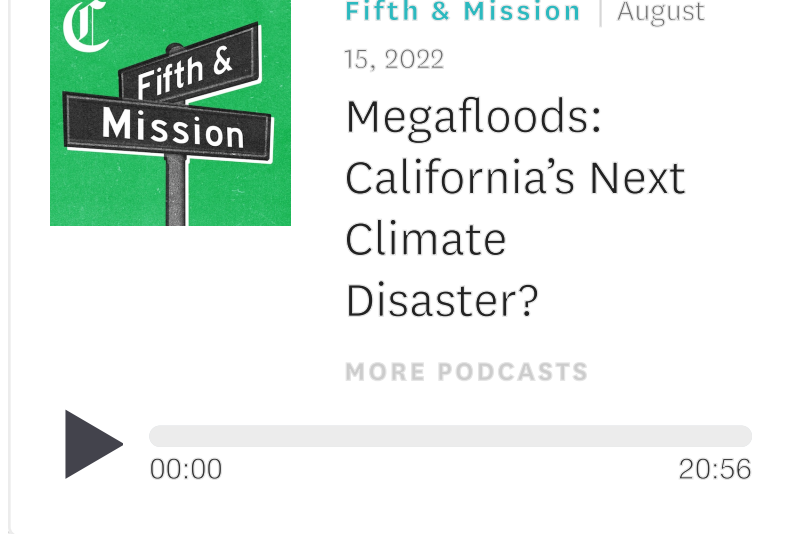 C
Fifth &
Mission
Fifth & Mission | August
15, 2022
Megafloods:
California’s Next
Climate
Disaster?
MORE PODCASTS
00:00 20:56